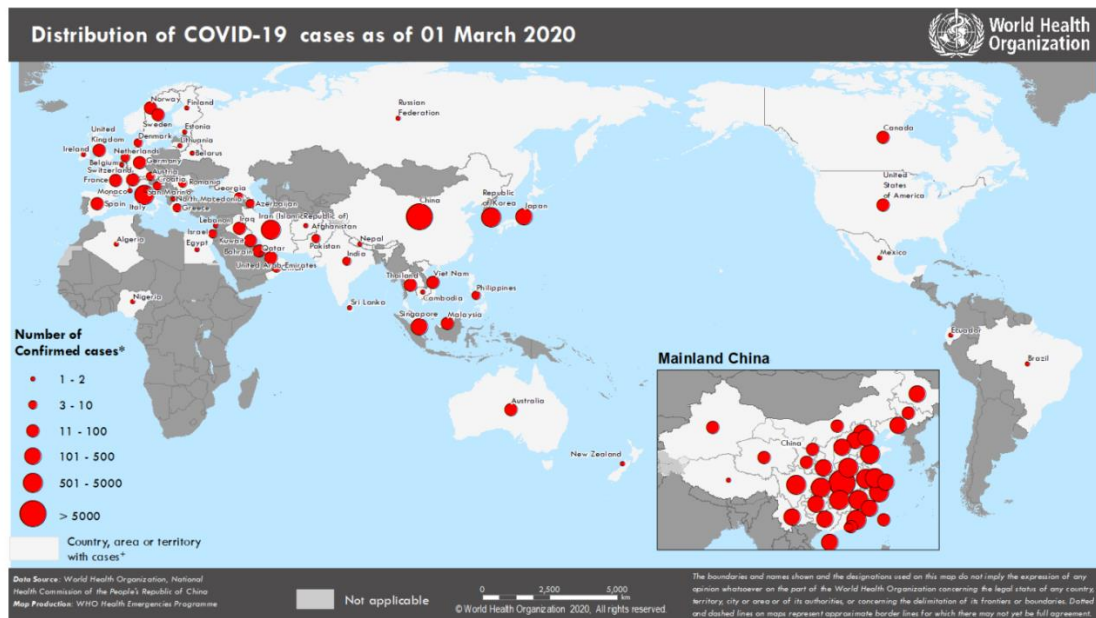 Distribution of COVID-19 cases as of 01 March 2020
World Health
Organization
Norway
Finland
Russian
Federation
Sweden
Estonia
United
Kingdom
Denmark
Lithuania
Ireland
Netherlands
Belarus
Belgium
Germany
Switzerland
Austria
France
Croatia
Romania
Monaco
San Marino
Georgia
North Macedonia
Azerbaijan
Spain
Italy
Greece
Lebanon
Iraq
Iran (Islamic Republic of)
Israel
Afghanistan
Algeria
Egypt
Kuwait
Nepal
Bahrain
Qatar
Pakistan
United Arab Emirates
India
China
Republic
of Korea
Japan
Canada
United
States
of America
Mexico
Thailand
Viet Nam
Cambodia
Philippines
Nigeria
Sri Lanka
Singapore
Malaysia
Ecuador
Brazil
Australia
New Zealand
Number of
Confirmed cases*
1 - 2
3 - 10
11 - 100
101 - 500
501 - 5000
> 5000
Country, area or territory
with cases+
Mainland China
China
Data Source: World Health Organization, National
Health Commission of the People's Republic of China
Map Production: WHO Health Emergencies Programme
Not applicable
0 2,500 5,000
km
© World Health Organization 2020, All rights reserved.
The boundaries and names shown and the designations used on this map do not imply the expression of any
opinion whatsoever on the part of the World Health Organization concerning the legal status of any country,
territory, city or area or of its authorities, or concerning the delimitation of its frontiers or boundaries. Dotted
and dashed lines on maps represent approximate border lines for which there may not yet be full agreement.